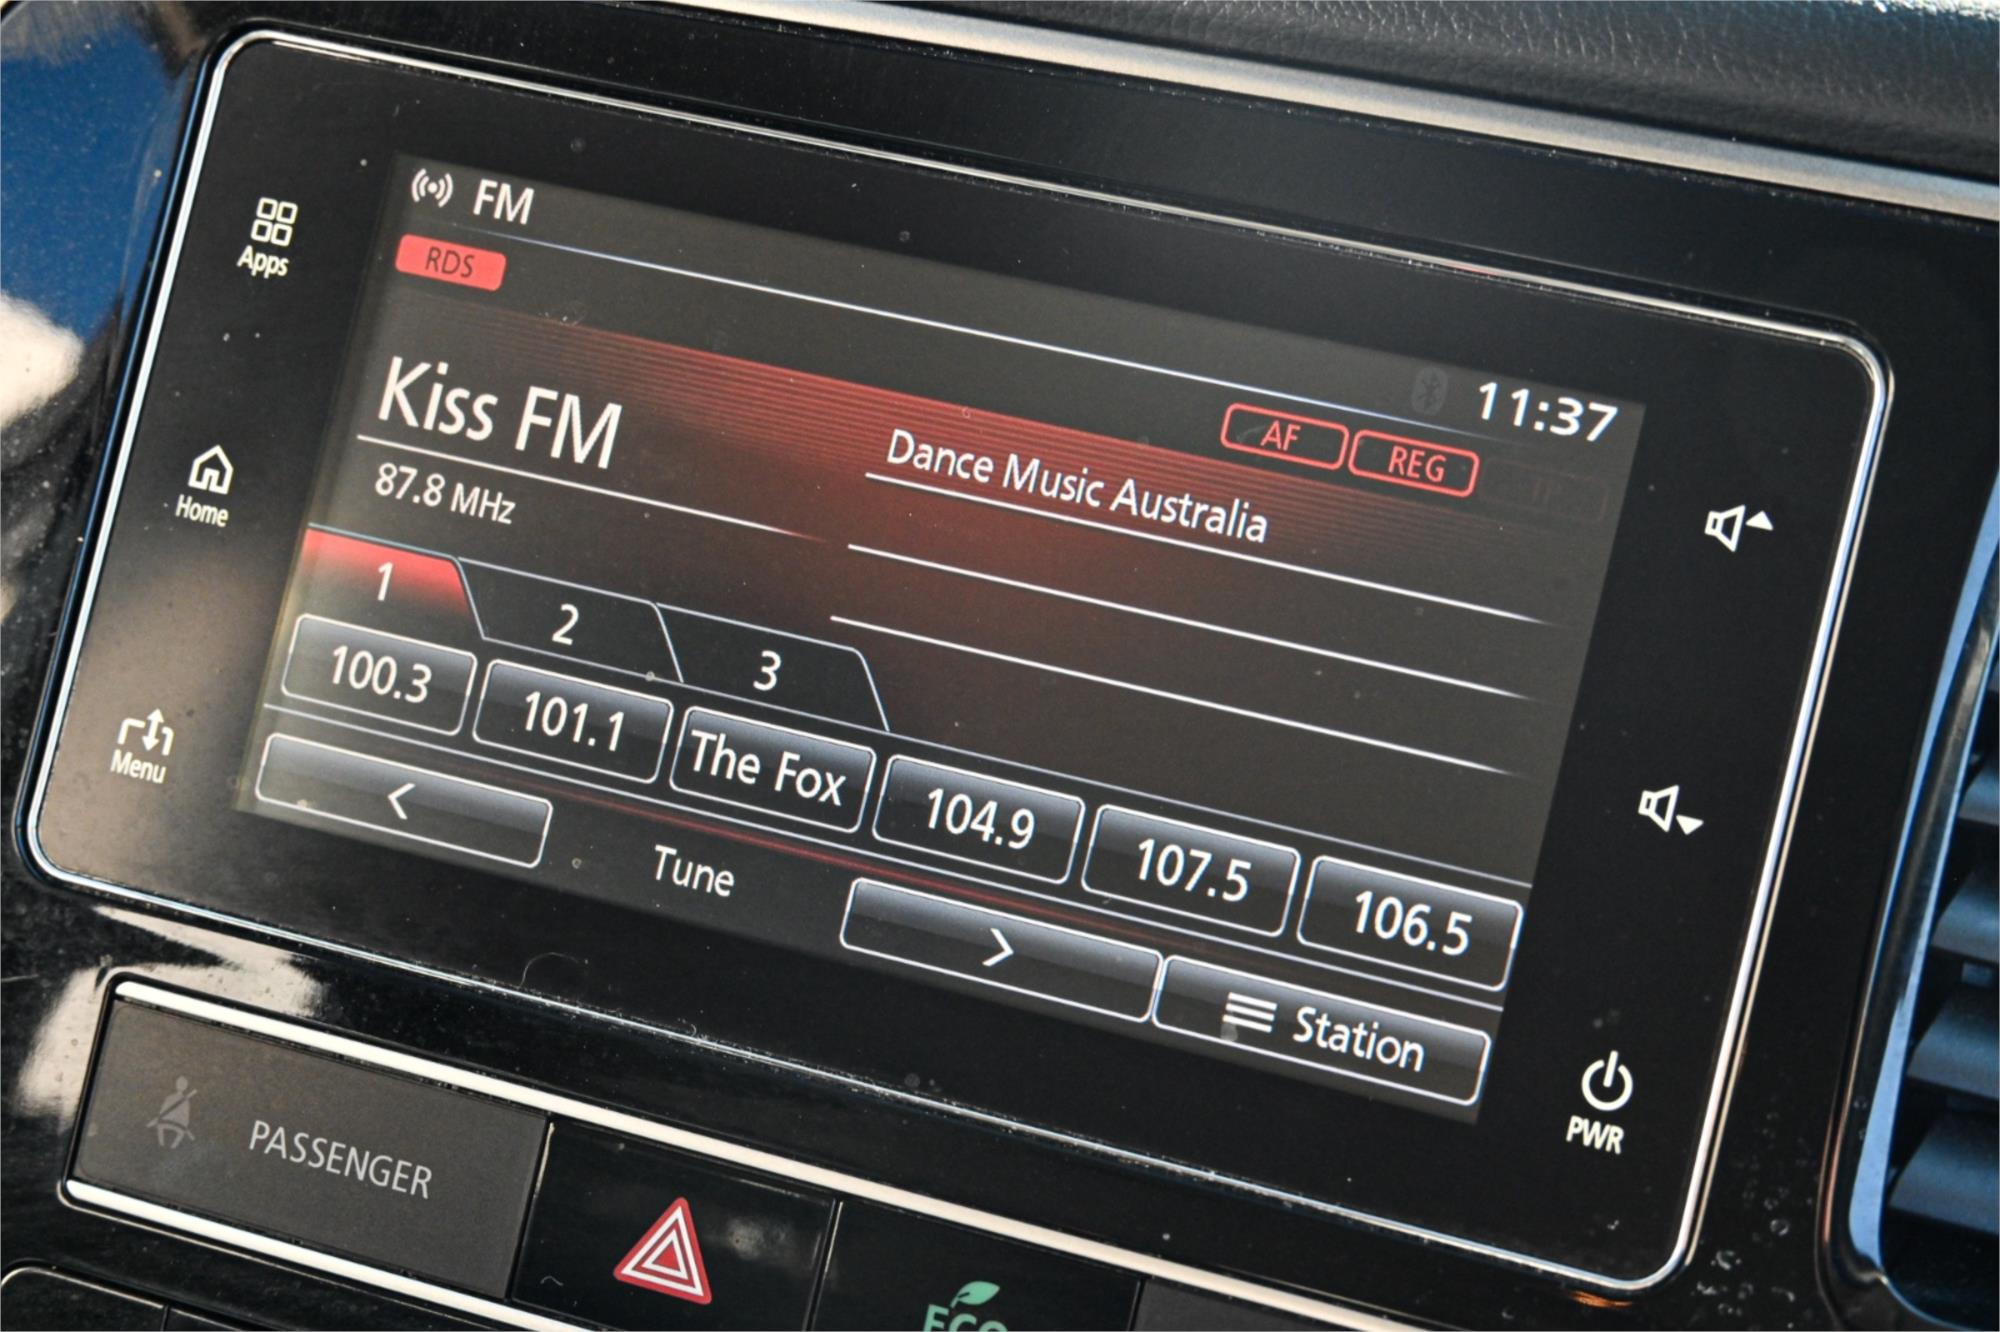 FM
11:37
RDS
AF
REG
Apps
Kiss FM
Dance Music Australia
87.8 MHz
Home
1
2
3
100.3
101.1
The Fox
104.9
107.5
106.5
Menu
Tune
Station
PWR
PASSENGER
ECO